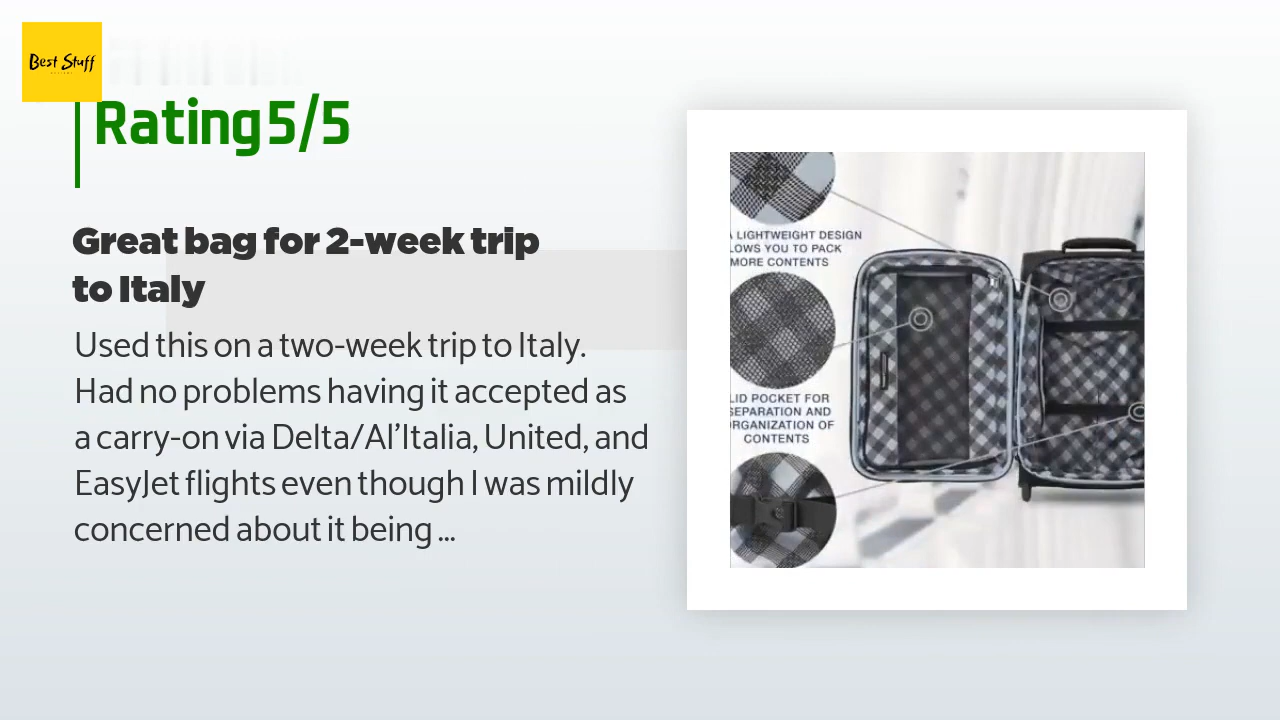 Best Stuff
Rating 5/5
Great bag for 2-week trip
to Italy
Used this on a two-week trip to Italy.
Had no problems having it accepted as
a carry-on via Delta/Al’Italia, United, and
EasyJet flights even though I was mildly
concerned about it being ...
LIGHTWEIGHT DESIGN
LOWS YOU TO PACK
MORE CONTENTS
LID POCKET FOR
SEPARATION AND
RGANIZATION OF
CONTENTS